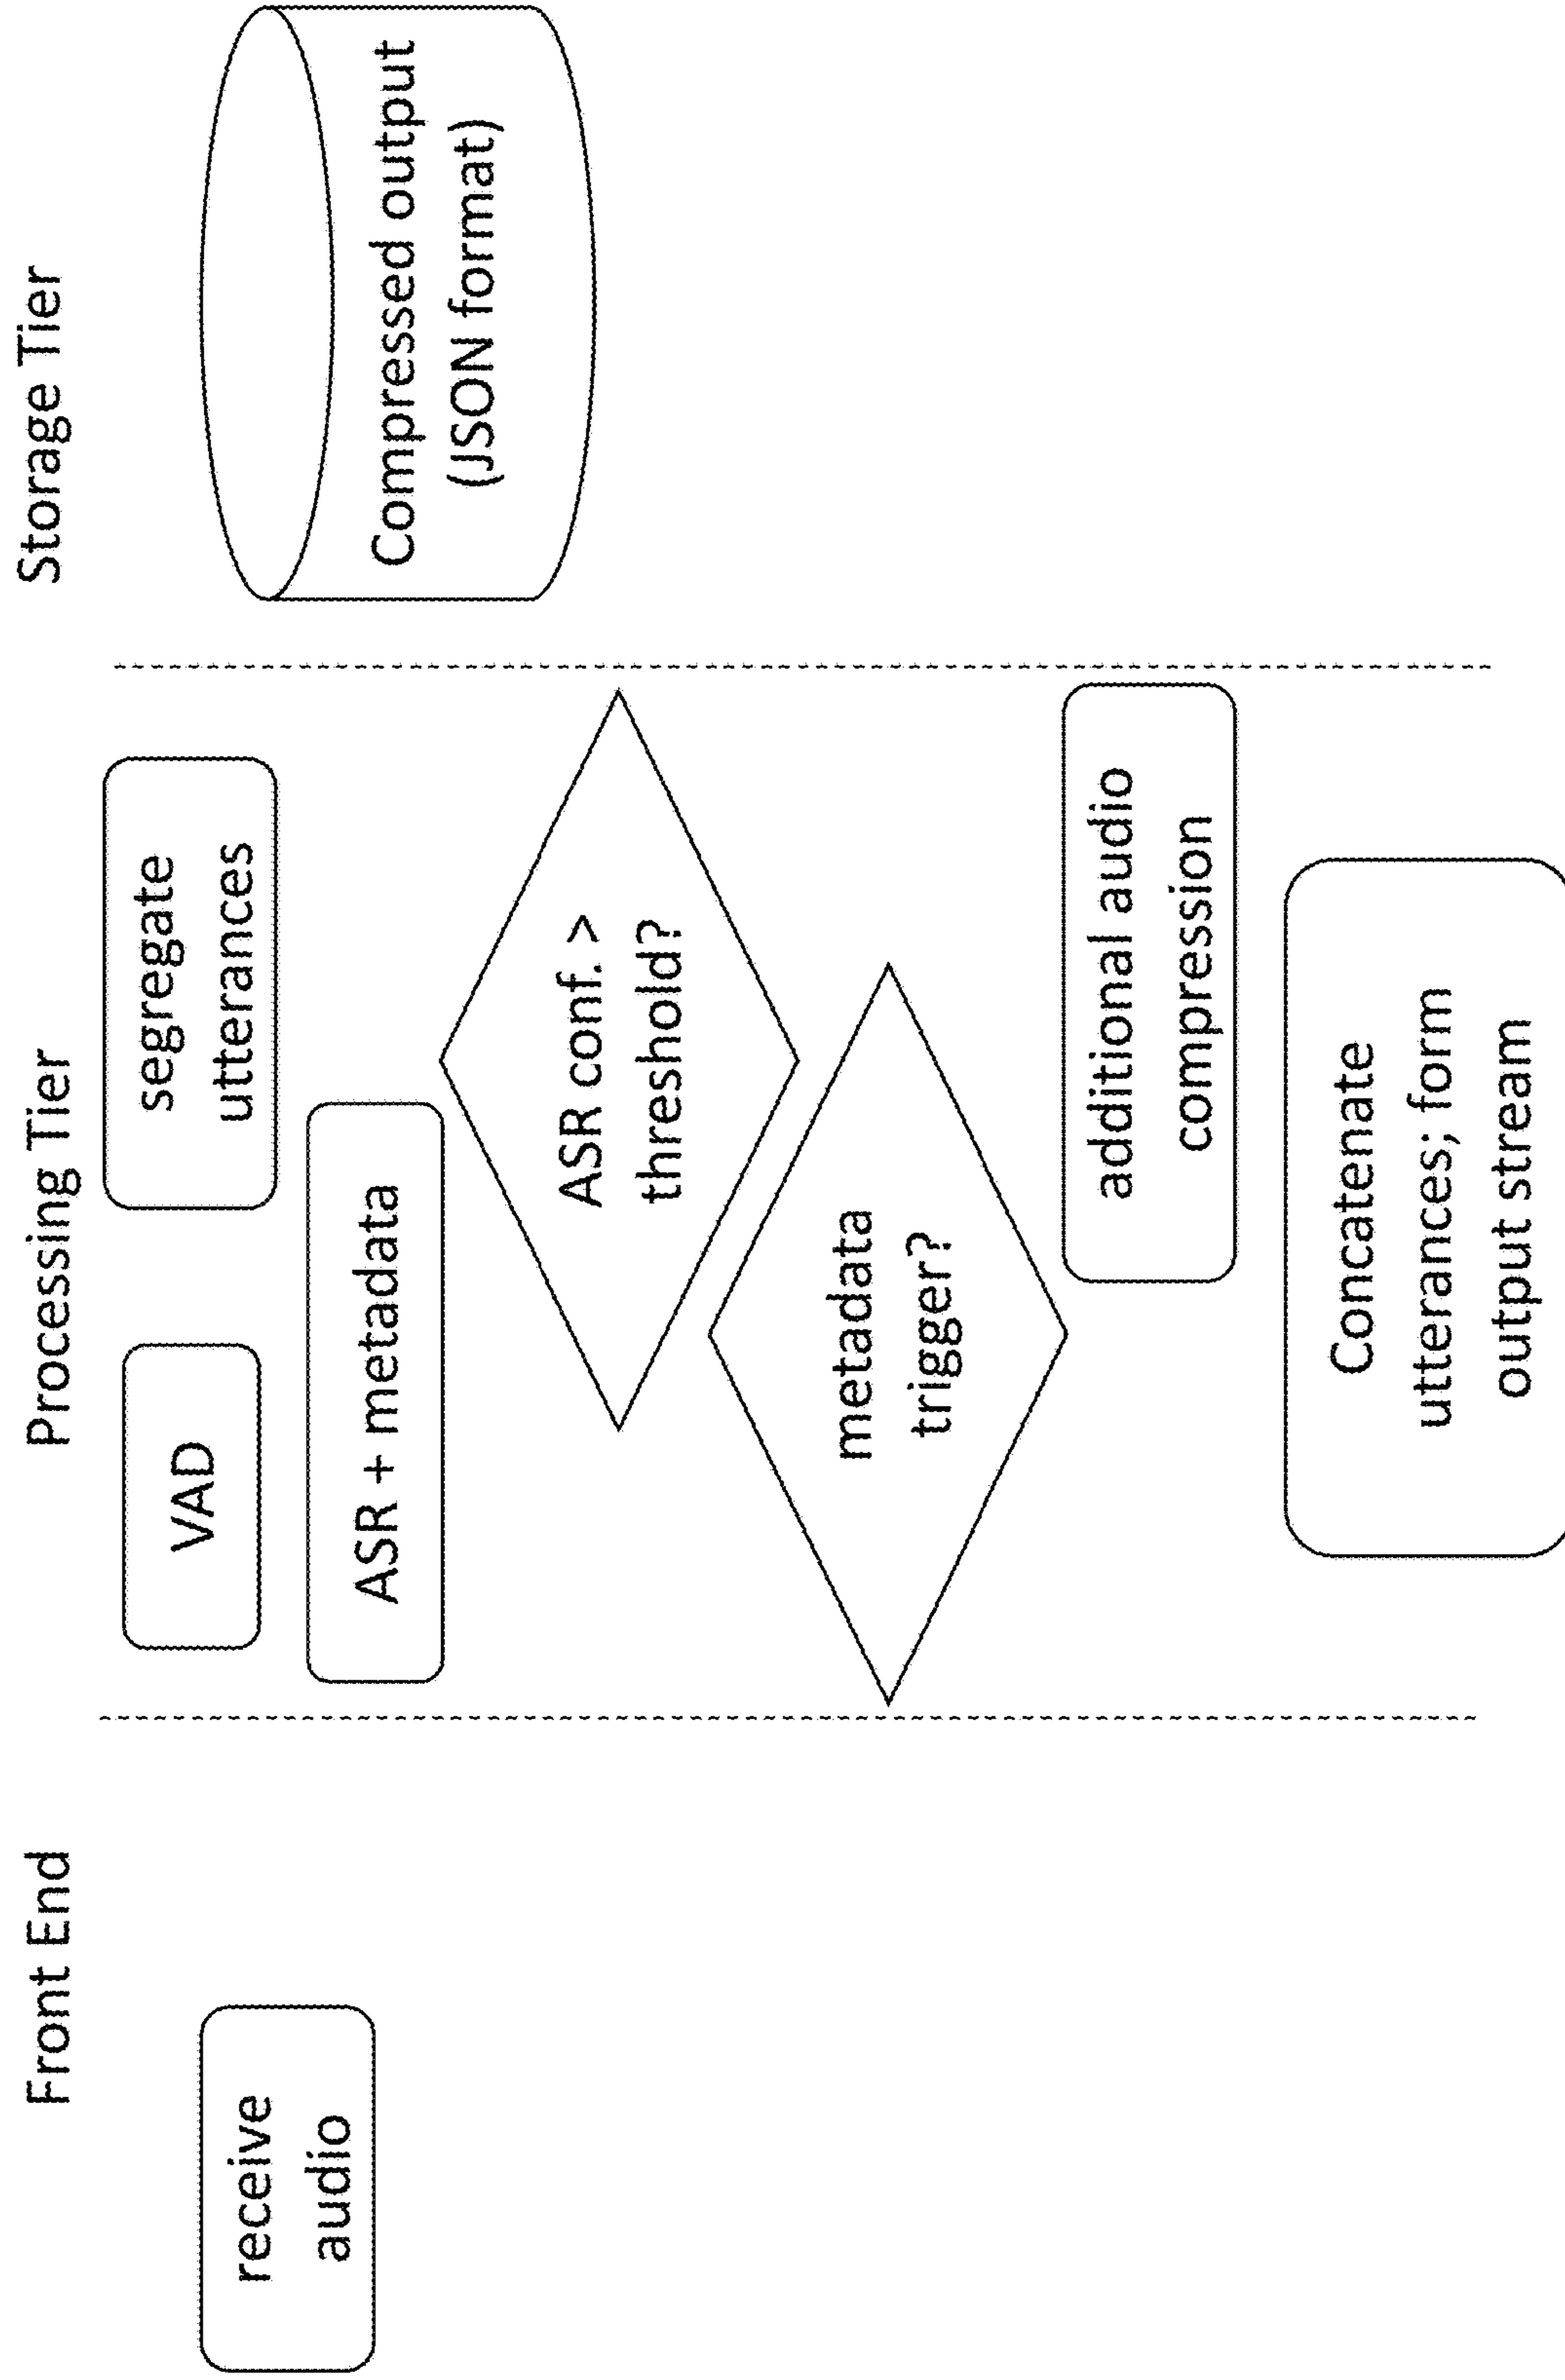 Front End
Processing Tier
Storage Tier
receive
audio
VAD
segregate
utterances
ASR + metadata
ASR conf. >
threshold?
metadata
trigger?
additional audio
compression
Concatenate
utterances; form
output stream
Compressed output
(JSON format)